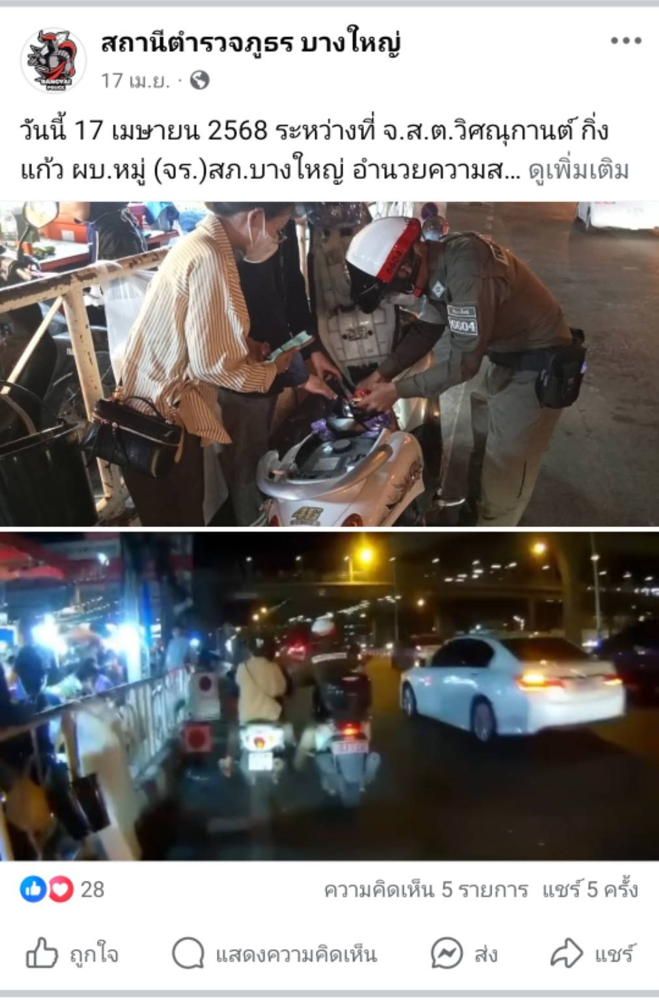 BANGYAI
POLICE
สถานีตำรวจภูธร บางใหญ่
17 เม.ย.
วันนี้ 17 เมษายน 2568 ระหว่างที่ จ.ส.ต.วิศณุกานต์ กิ่ง
แก้ว ผบ.หมู่ (จร.)สภ.บางใหญ่ อำนวยความส... ดูเพิ่มเติม
6604
46
28
ความคิดเห็น 5 รายการ แชร์ 5 ครั้ง
ถูกใจ แสดงความคิดเห็น ส่ง แชร์